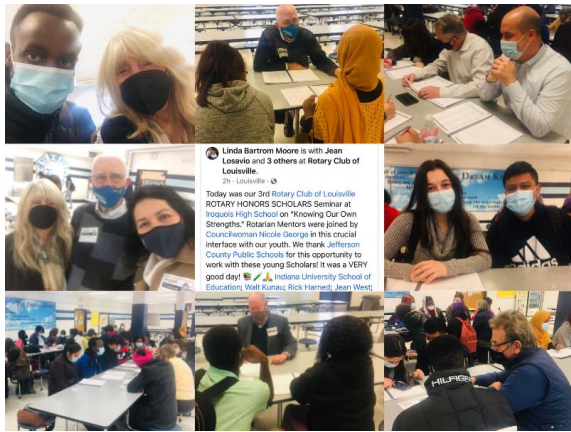 Linda Bartrom Moore is with Jean
Losavio and 3 others at Rotary Club of
Louisville.
2h · Louisville ·
Today was our 3rd Rotary Club of Louisville
ROTARY HONORS SCHOLARS Seminar at
Iroquois High School on "Knowing Our Own
Strengths." Rotarian Mentors were joined by
Councilwoman Nicole George in this crucial
interface with our youth. We thank Jefferson
County Public Schools for this opportunity to
work with these young Scholars! It was a VERY
good day! 📚🖍️🙏 Indiana University School of
Education; Walt Kunau; Rick Harned; Jean West;
DREAM
HILFIGER